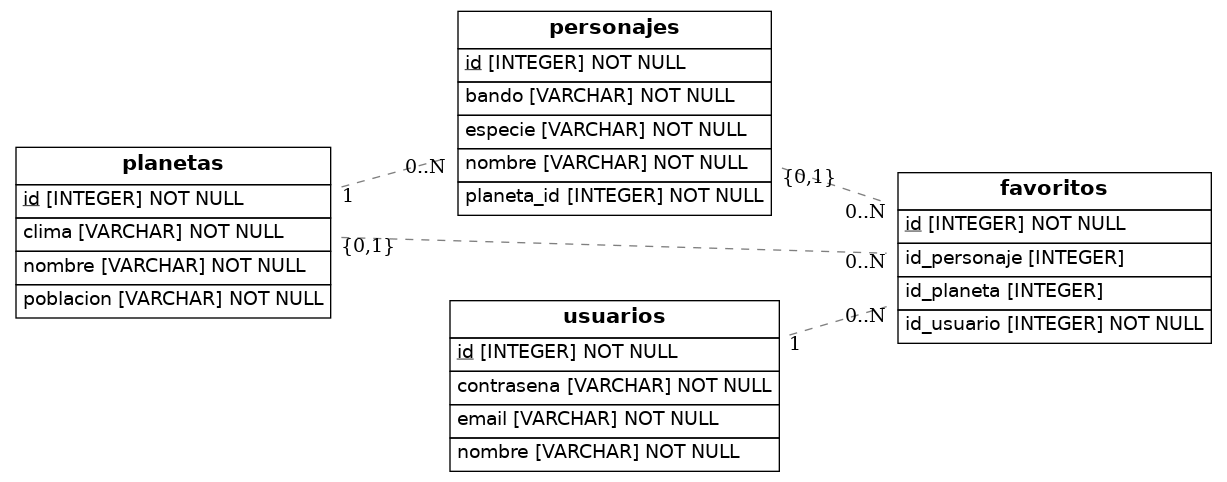 personajes
id [INTEGER] NOT NULL
bando [VARCHAR] NOT NULL
especie [VARCHAR] NOT NULL
nombre [VARCHAR] NOT NULL
planeta_id [INTEGER] NOT NULL
planetas
id [INTEGER] NOT NULL
clima [VARCHAR] NOT NULL
nombre [VARCHAR] NOT NULL
poblacion [VARCHAR] NOT NULL
0..N
1
{0,1}
0..N
{0,1}
0..N
favoritos
id [INTEGER] NOT NULL
id_personaje [INTEGER]
id_planeta [INTEGER]
id_usuario [INTEGER] NOT NULL
usuarios
id [INTEGER] NOT NULL
contrasena [VARCHAR] NOT NULL
email [VARCHAR] NOT NULL
nombre [VARCHAR] NOT NULL
0..N
1